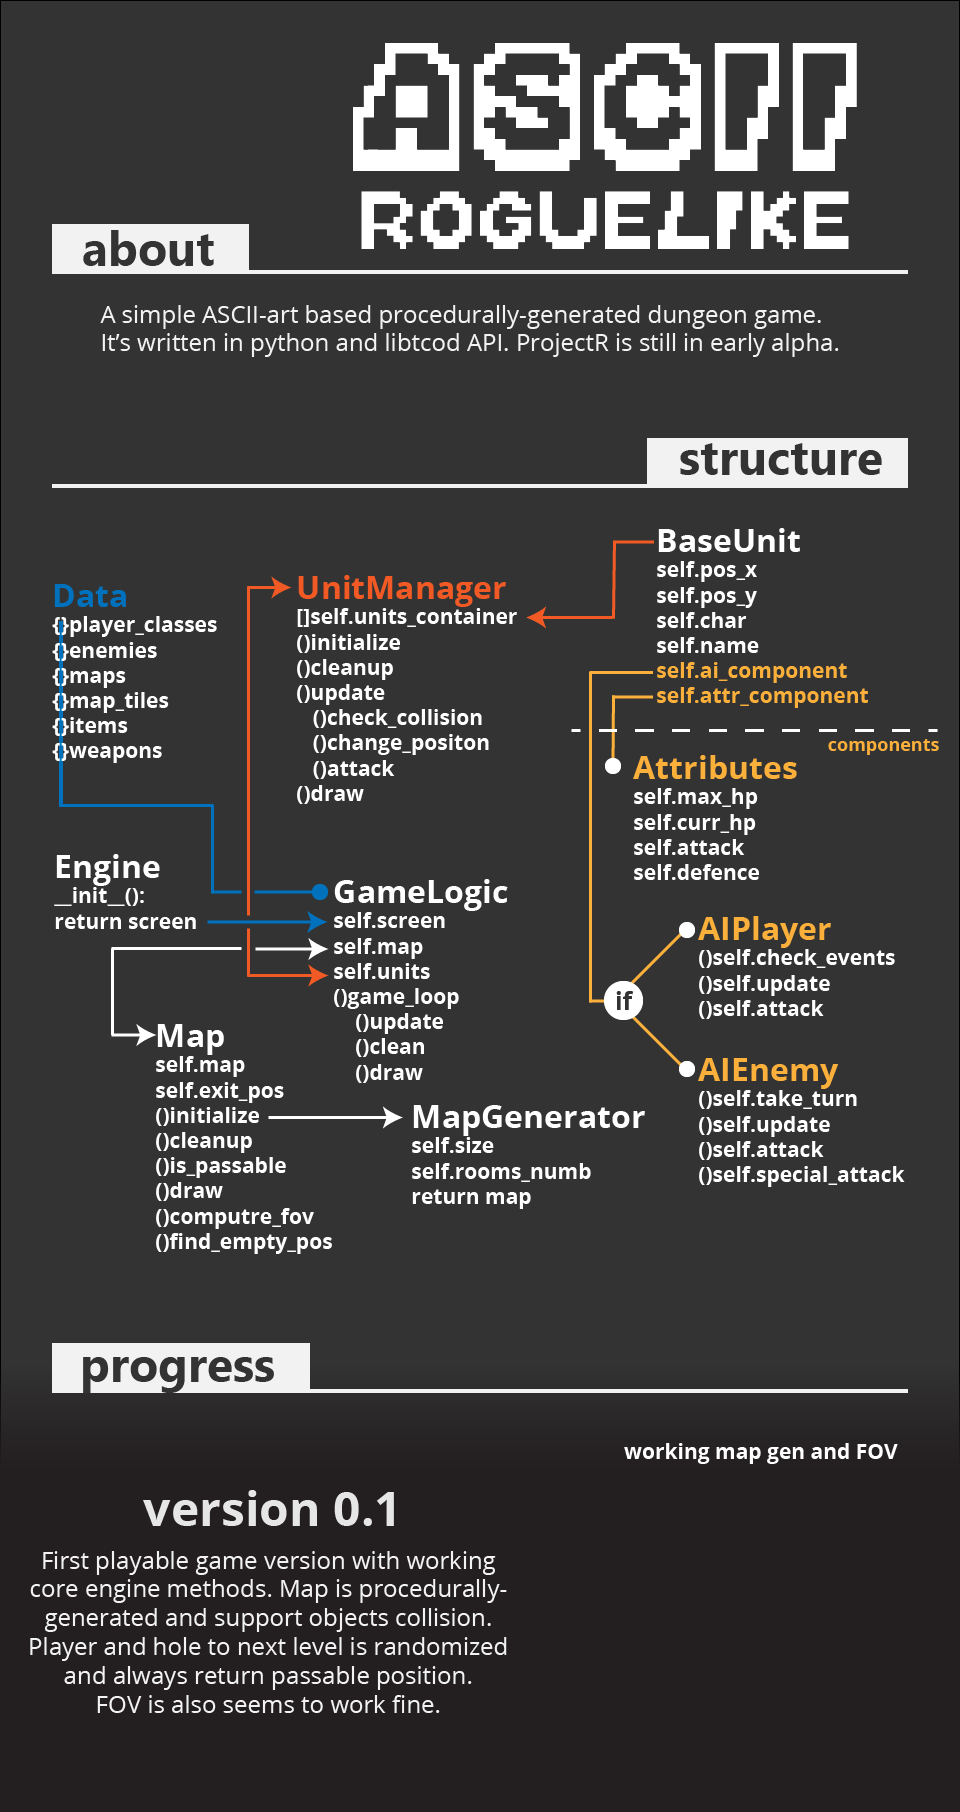 ASCII
ROGUELIKE
about
A simple ASCII-art based procedurally-generated dungeon game.
It's written in python and libtcod API. ProjectR is still in early alpha.
structure
Data
{}player_classes
{}enemies
{}maps
{}map_tiles
{}items
{}weapons
UnitManager
[]self.units_container
()initialize
()cleanup
()update
()check_collision
()change_positon
()attack
()draw
BaseUnit
self.pos_x
self.pos_y
self.char
self.name
self.ai_component
self.attr_component
components
Attributes
self.max_hp
self.curr_hp
self.attack
self.defence
Engine
__init__():
return screen
GameLogic
self.screen
self.map
self.units
()game_loop
()update
()clean
()draw
if
AIPlayer
()self.check_events
()self.update
()self.attack
AIEnemy
()self.take_turn
()self.update
()self.attack
()self.special_attack
Map
self.map
self.exit_pos
()initialize
()cleanup
()is_passable
()draw
()computre_fov
()find_empty_pos
MapGenerator
self.size
self.rooms_numb
return map
progress
working map gen and FOV
version 0.1
First playable game version with working
core engine methods. Map is procedurally-
generated and support objects collision.
Player and hole to next level is randomized
and always return passable position.
FOV is also seems to work fine.